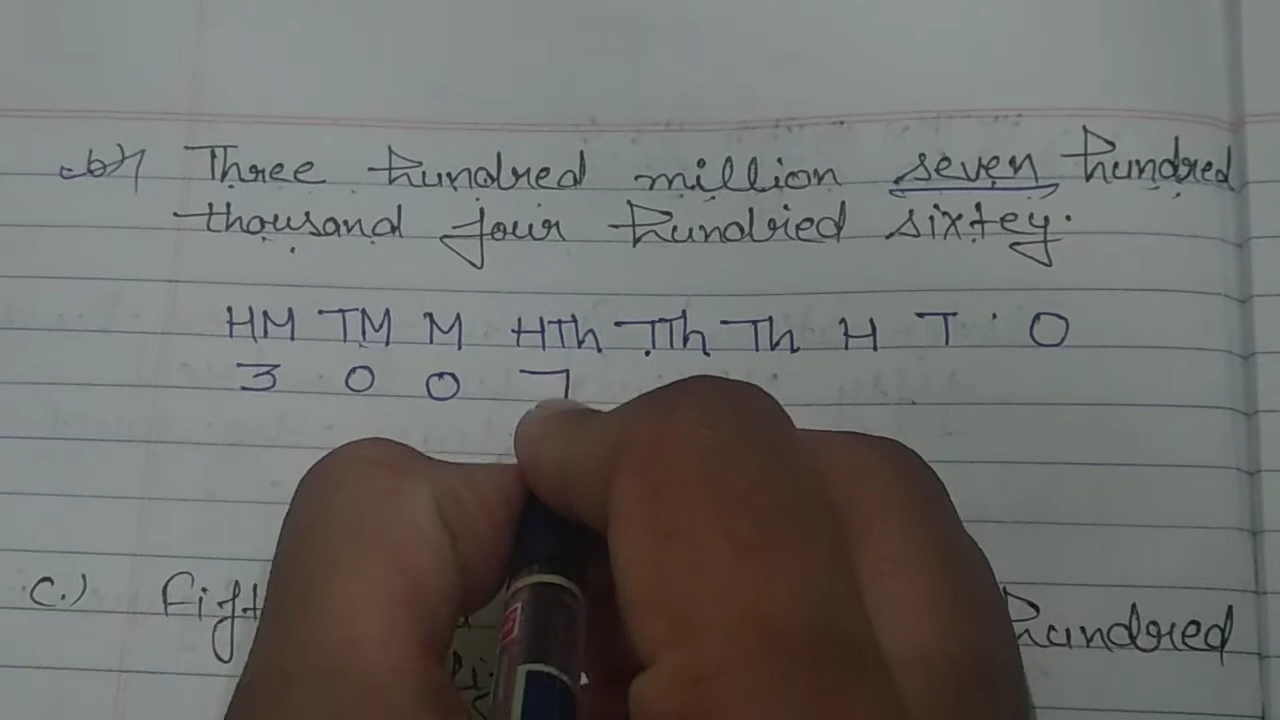 b) Three hundred million seven hundred
thousand four hundried sixtey.
HM TM M HTh TTh Th H T O
3 0 0 7
c.) hundred